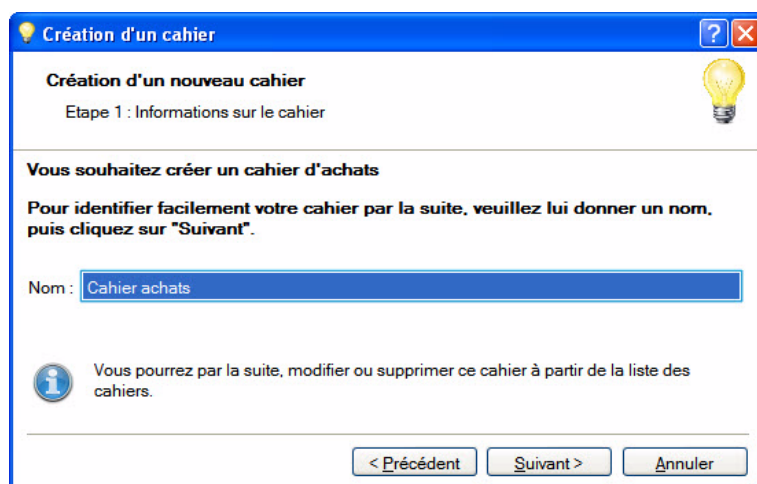 Création d'un cahier
Création d'un nouveau cahier
Etape 1 : Informations sur le cahier
Vous souhaitez créer un cahier d'achats
Pour identifier facilement votre cahier par la suite, veuillez lui donner un nom,
puis cliquez sur "Suivant".
Nom : Cahier achats
Vous pourrez par la suite, modifier ou supprimer ce cahier à partir de la liste des
cahiers.
< Précédent Suivant > Annuler